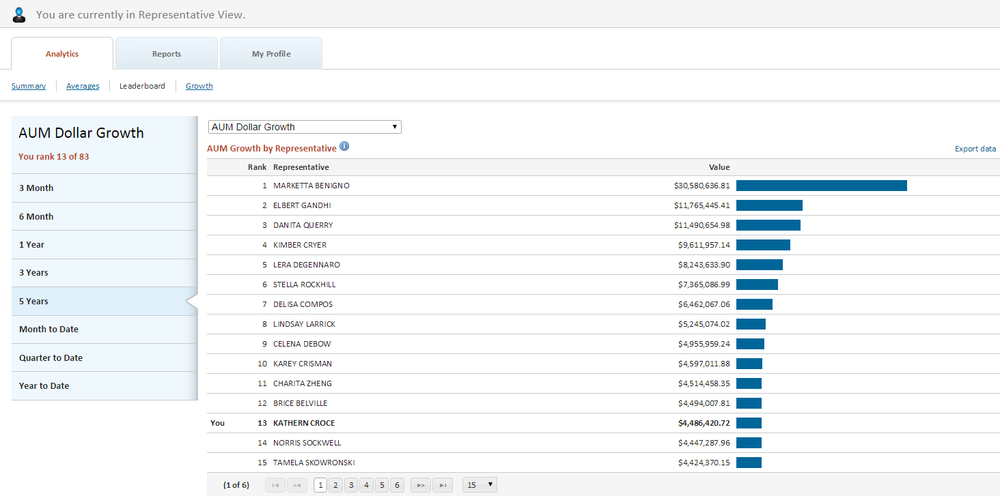 You are currently in Representative View.
Analytics Reports My Profile
Summary Averages Leaderboard Growth
AUM Dollar Growth
You rank 13 of 83
3 Month
6 Month
1 Year
3 Years
5 Years
Month to Date
Quarter to Date
Year to Date
AUM Dollar Growth
AUM Growth by Representative
Export data
Rank Representative Value
1 MARKETTA BENIGNO $30,580,636.81
2 ELBERT GANDHI $11,765,445.41
3 DANITA QUERRY $11,490,654.98
4 KIMBER CRYER $9,611,957.14
5 LERA DEGENNARO $8,243,633.90
6 STELLA ROCKHILL $7,365,086.99
7 DELISA COMPOS $6,462,067.06
8 LINDSAY LARRICK $5,245,074.02
9 CELENA DEBOW $4,955,959.24
10 KAREY CRISMAN $4,597,011.88
11 CHARITA ZHENG $4,514,458.35
12 BRICE BELVILLE $4,494,007.81
You 13 KATHERN CROCE $4,486,420.72
14 NORRIS SOCKWELL $4,447,287.96
15 TAMELA SKOWRONSKI $4,424,370.15
(1 of 6) 1 2 3 4 5 6 15